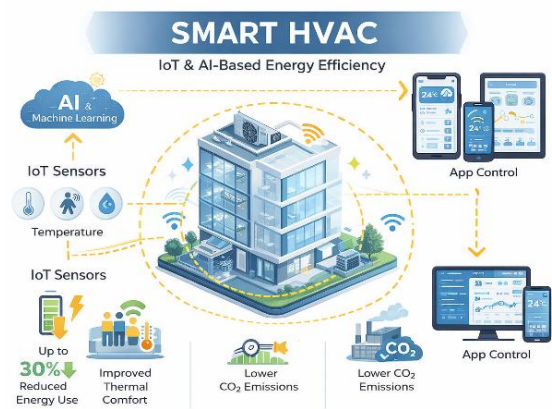 SMART HVAC
IoT & AI-Based Energy Efficiency
AI &
Machine Learning
IoT Sensors
Temperature
IoT Sensors
Up to
30%
Reduced
Energy Use
Improved
Thermal
Comfort
Lower
CO₂ Emissions
CO₂
Lower CO₂
Emissions
24°C
24°C
App Control
24°C
App Control